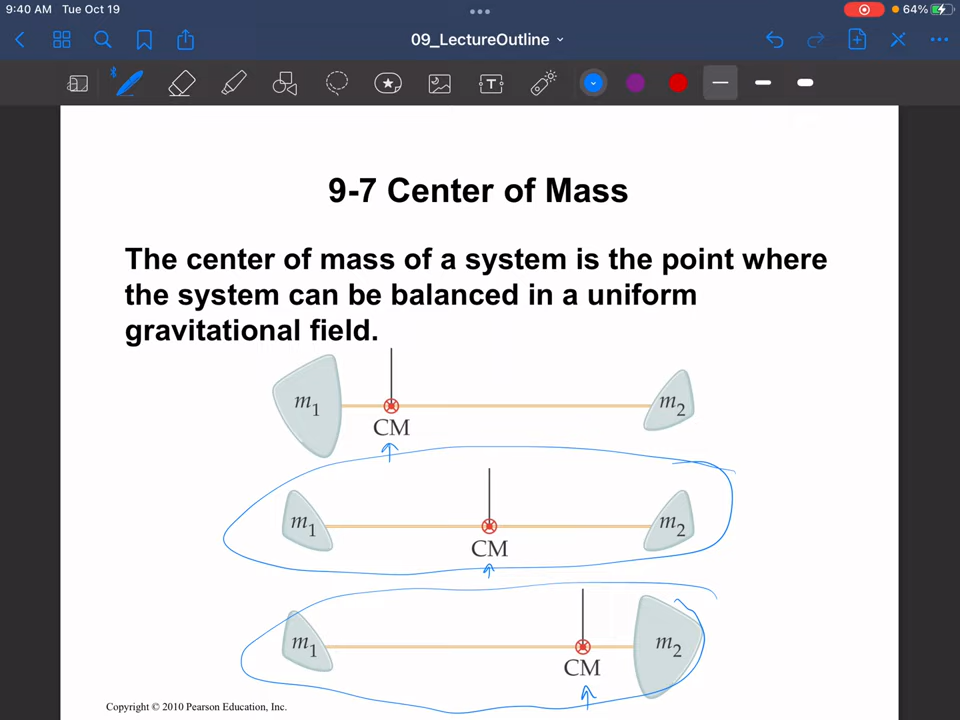 9:40 AM Tue Oct 19
64%
09_LectureOutline
T
9-7 Center of Mass
The center of mass of a system is the point where
the system can be balanced in a uniform
gravitational field.
m1 m2
CM
m1 m2
CM
m1 m2
CM
Copyright © 2010 Pearson Education, Inc.